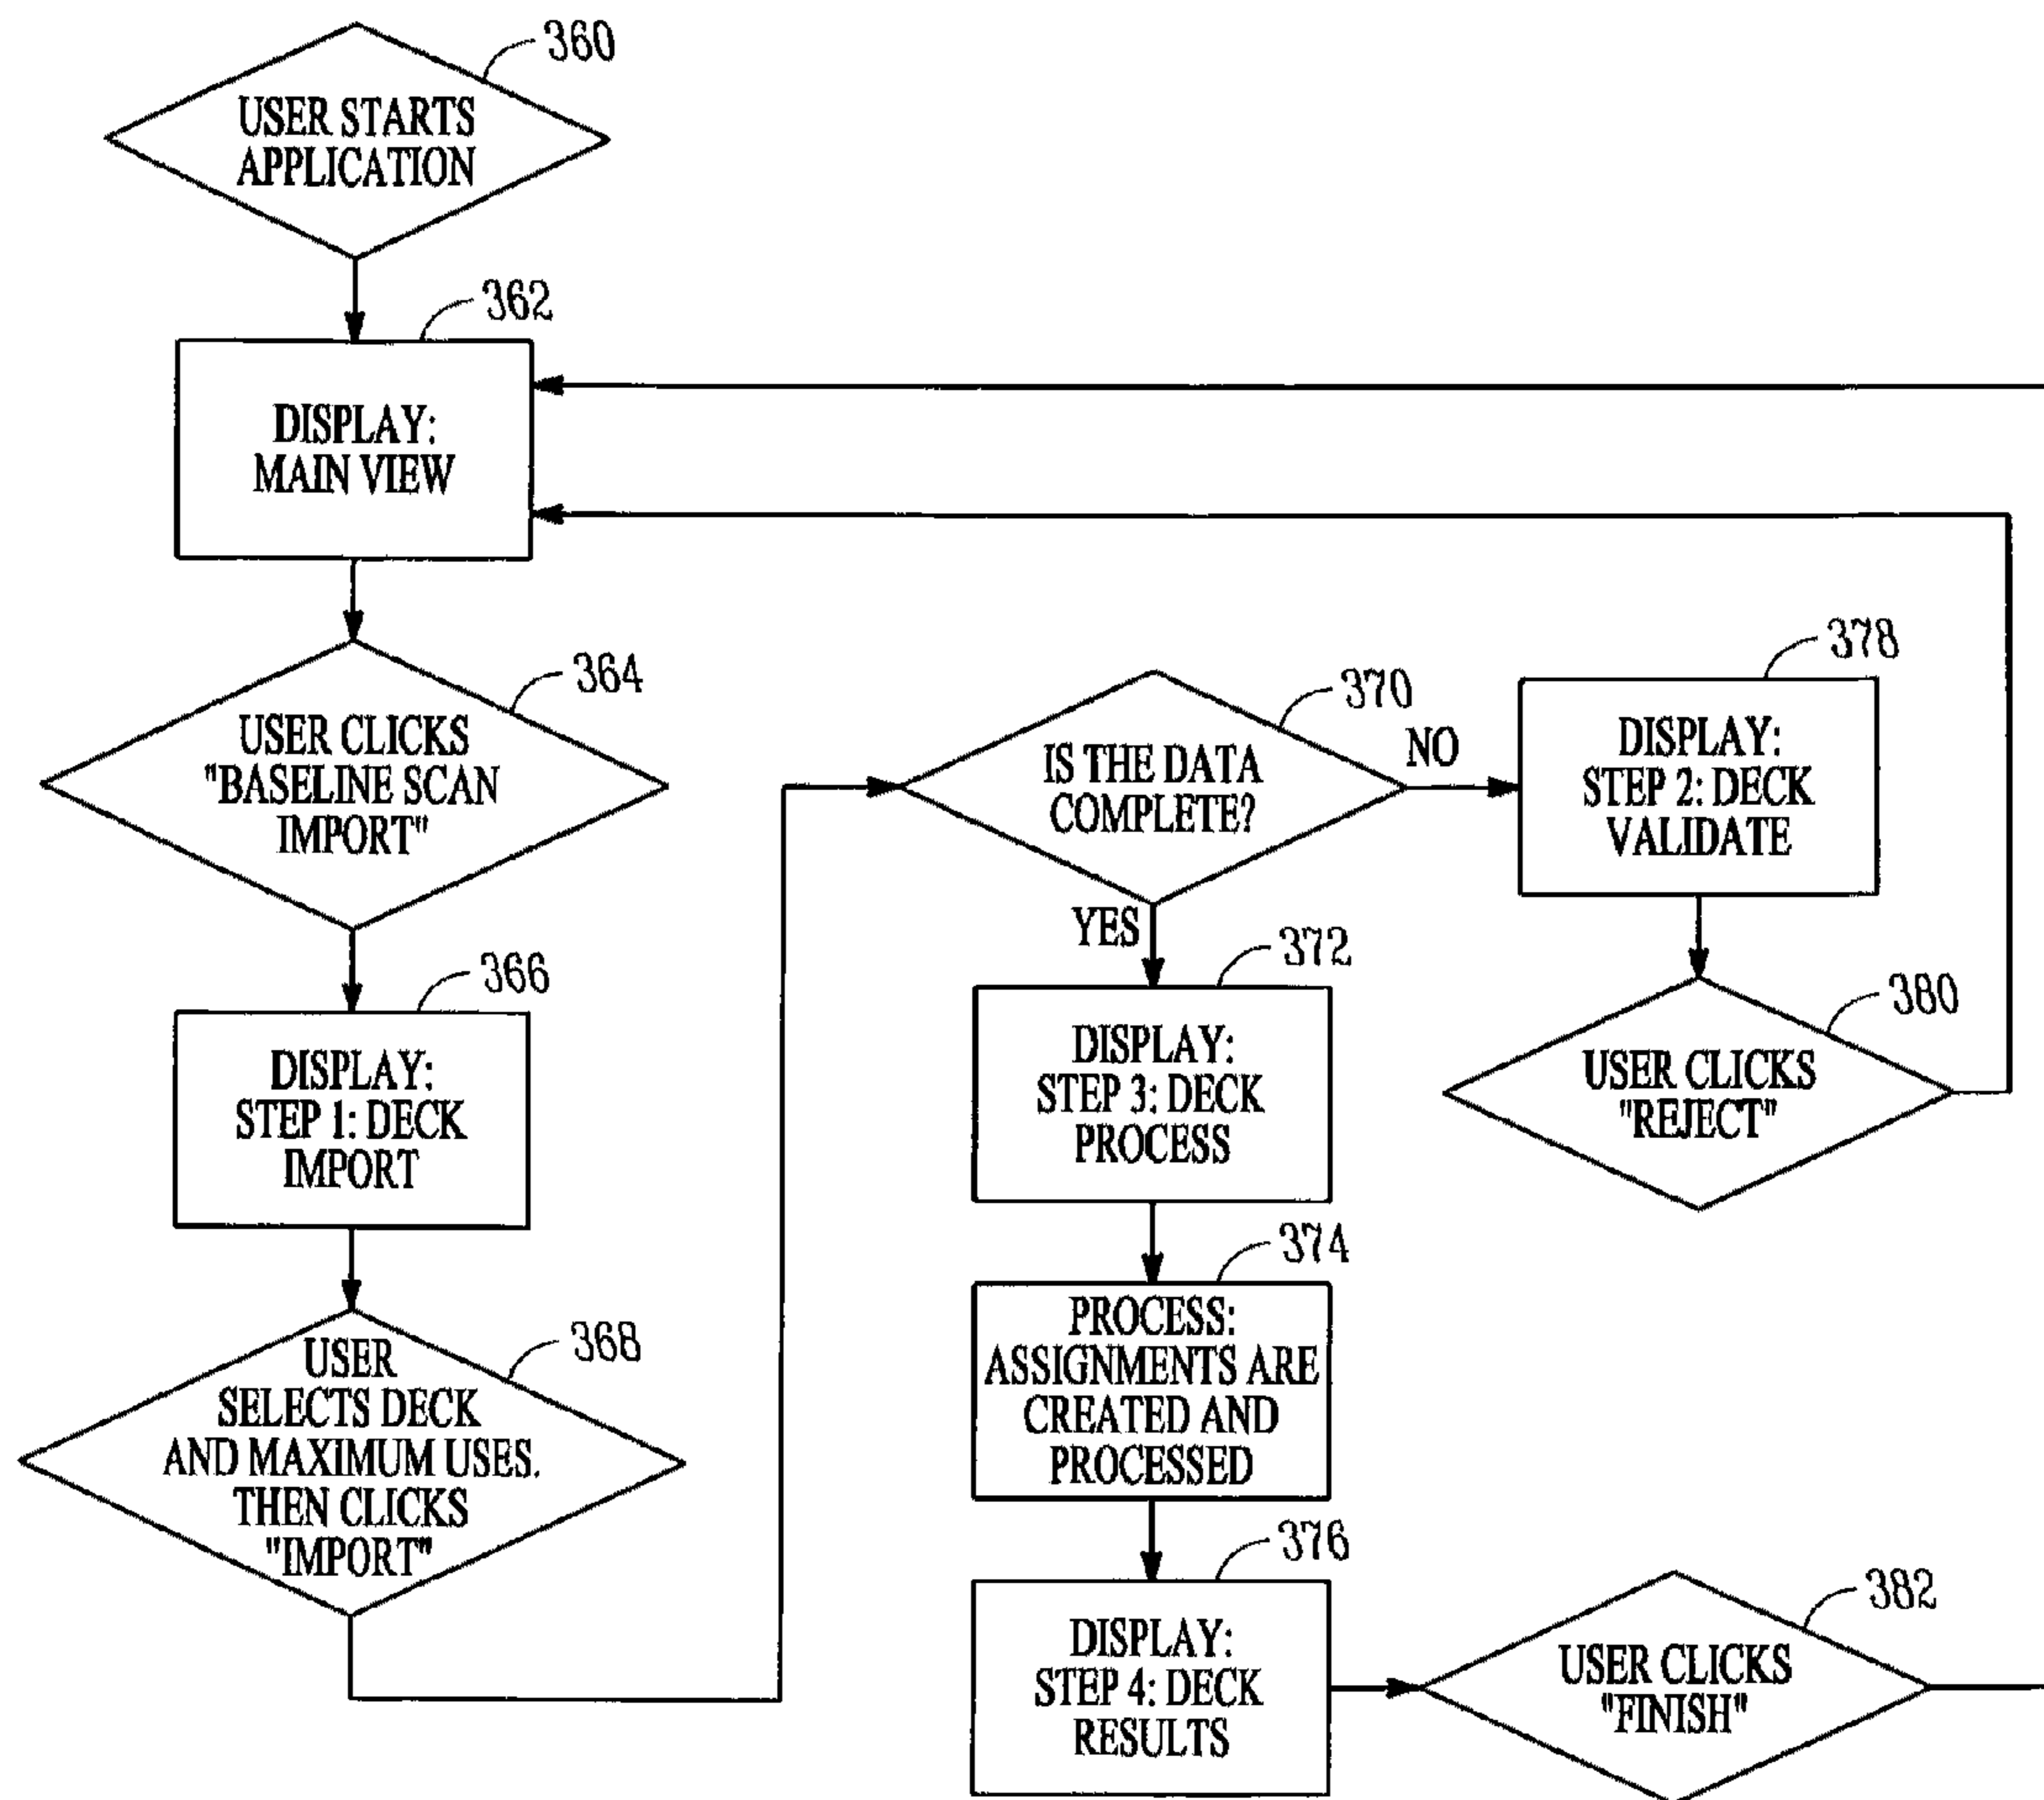 360
USER STARTS
APPLICATION
362
DISPLAY:
MAIN VIEW
364
USER CLICKS
"BASELINE SCAN
IMPORT"
366
DISPLAY:
STEP 1: DECK
IMPORT
368
USER
SELECTS DECK
AND MAXIMUM USES.
THEN CLICKS
"IMPORT"
370
IS THE DATA
COMPLETE?
NO
YES
378
DISPLAY:
STEP 2: DECK
VALIDATE
380
USER CLICKS
"REJECT"
372
DISPLAY:
STEP 3: DECK
PROCESS
374
PROCESS:
ASSIGNMENTS ARE
CREATED AND
PROCESSED
376
DISPLAY:
STEP 4: DECK
RESULTS
382
USER CLICKS
"FINISH"